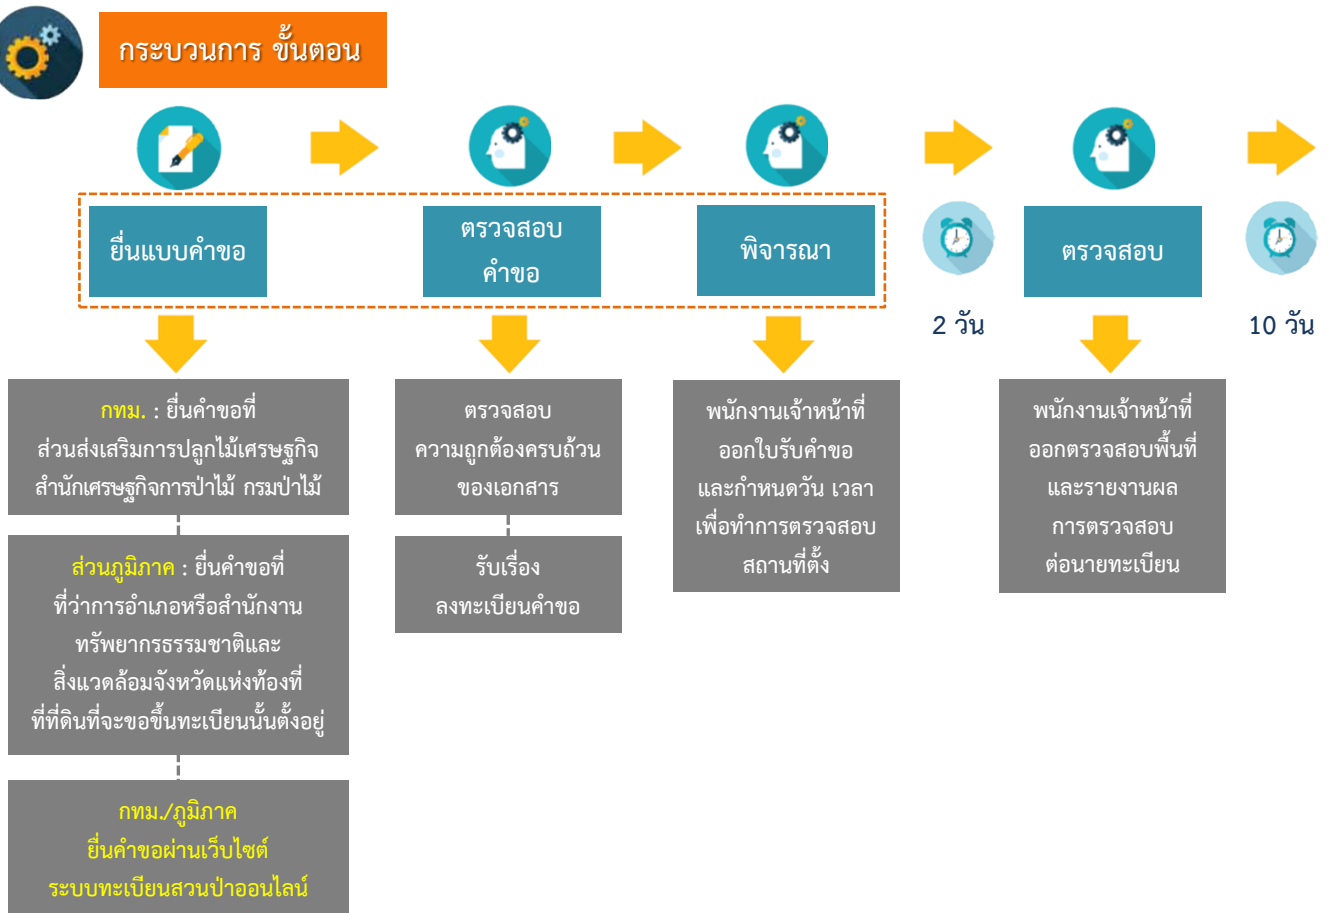 กระบวนการ ขั้นตอน
ยื่นแบบคำขอ
ตรวจสอบ
คำขอ
พิจารณา
2 วัน
ตรวจสอบ
10 วัน
กทม. : ยื่นคำขอที่
ส่วนส่งเสริมการปลูกไม้เศรษฐกิจ
สำนักเศรษฐกิจการป่าไม้ กรมป่าไม้
ส่วนภูมิภาค : ยื่นคำขอที่
ที่ว่าการอำเภอหรือสำนักงาน
ทรัพยากรธรรมชาติและ
สิ่งแวดล้อมจังหวัดแห่งท้องที่
ที่ที่ดินที่จะขอขึ้นทะเบียนนั้นตั้งอยู่
กทม./ภูมิภาค
ยื่นคำขอผ่านเว็บไซต์
ระบบทะเบียนสวนป่าออนไลน์
ตรวจสอบ
ความถูกต้องครบถ้วน
ของเอกสาร
รับเรื่อง
ลงทะเบียนคำขอ
พนักงานเจ้าหน้าที่
ออกใบรับคำขอ
และกำหนดวัน เวลา
เพื่อทำการตรวจสอบ
สถานที่ตั้ง
พนักงานเจ้าหน้าที่
ออกตรวจสอบพื้นที่
และรายงานผล
การตรวจสอบ
ต่อนายทะเบียน